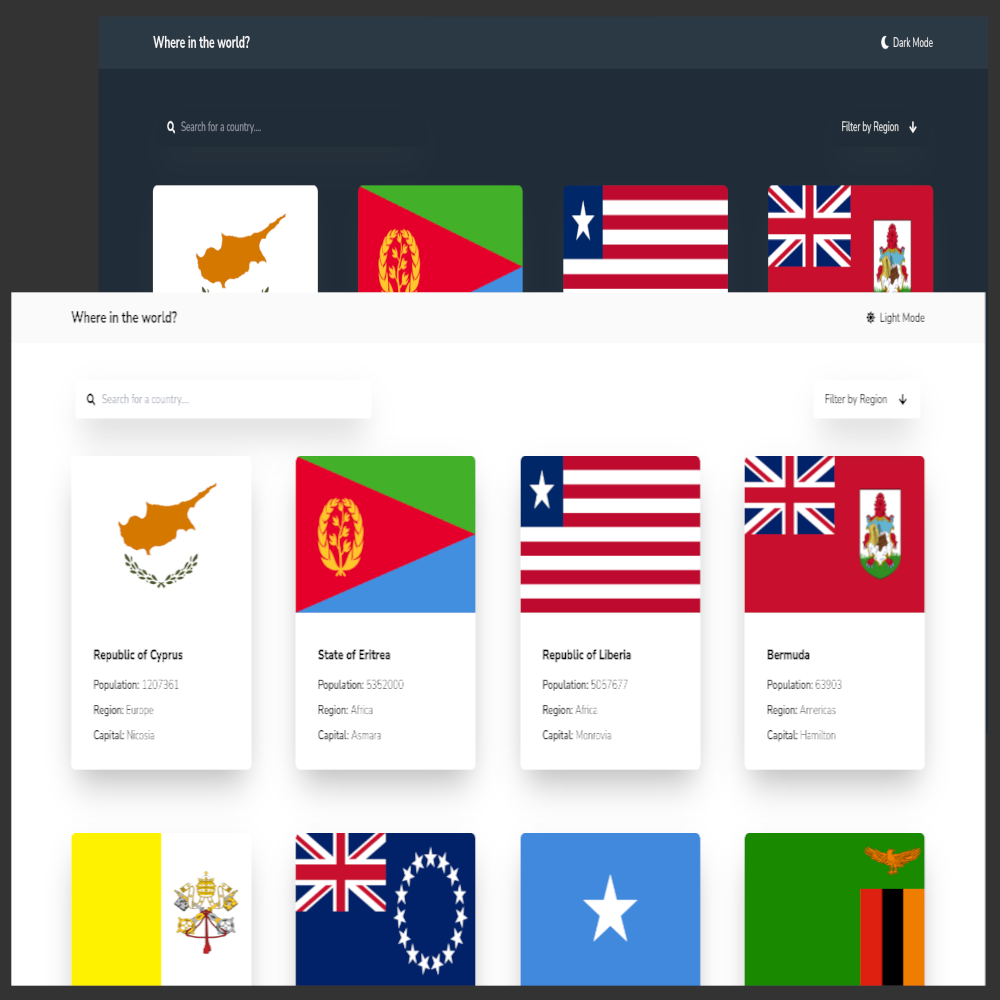 Where in the world?
Dark Mode
Search for a country....
Filter by Region
Where in the world?
Light Mode
Search for a country....
Filter by Region
Republic of Cyprus
Population: 1207361
Region: Europe
Capital: Nicosia
State of Eritrea
Population: 5352000
Region: Africa
Capital: Asmara
Republic of Liberia
Population: 5057677
Region: Africa
Capital: Monrovia
Bermuda
Population: 63903
Region: Americas
Capital: Hamilton